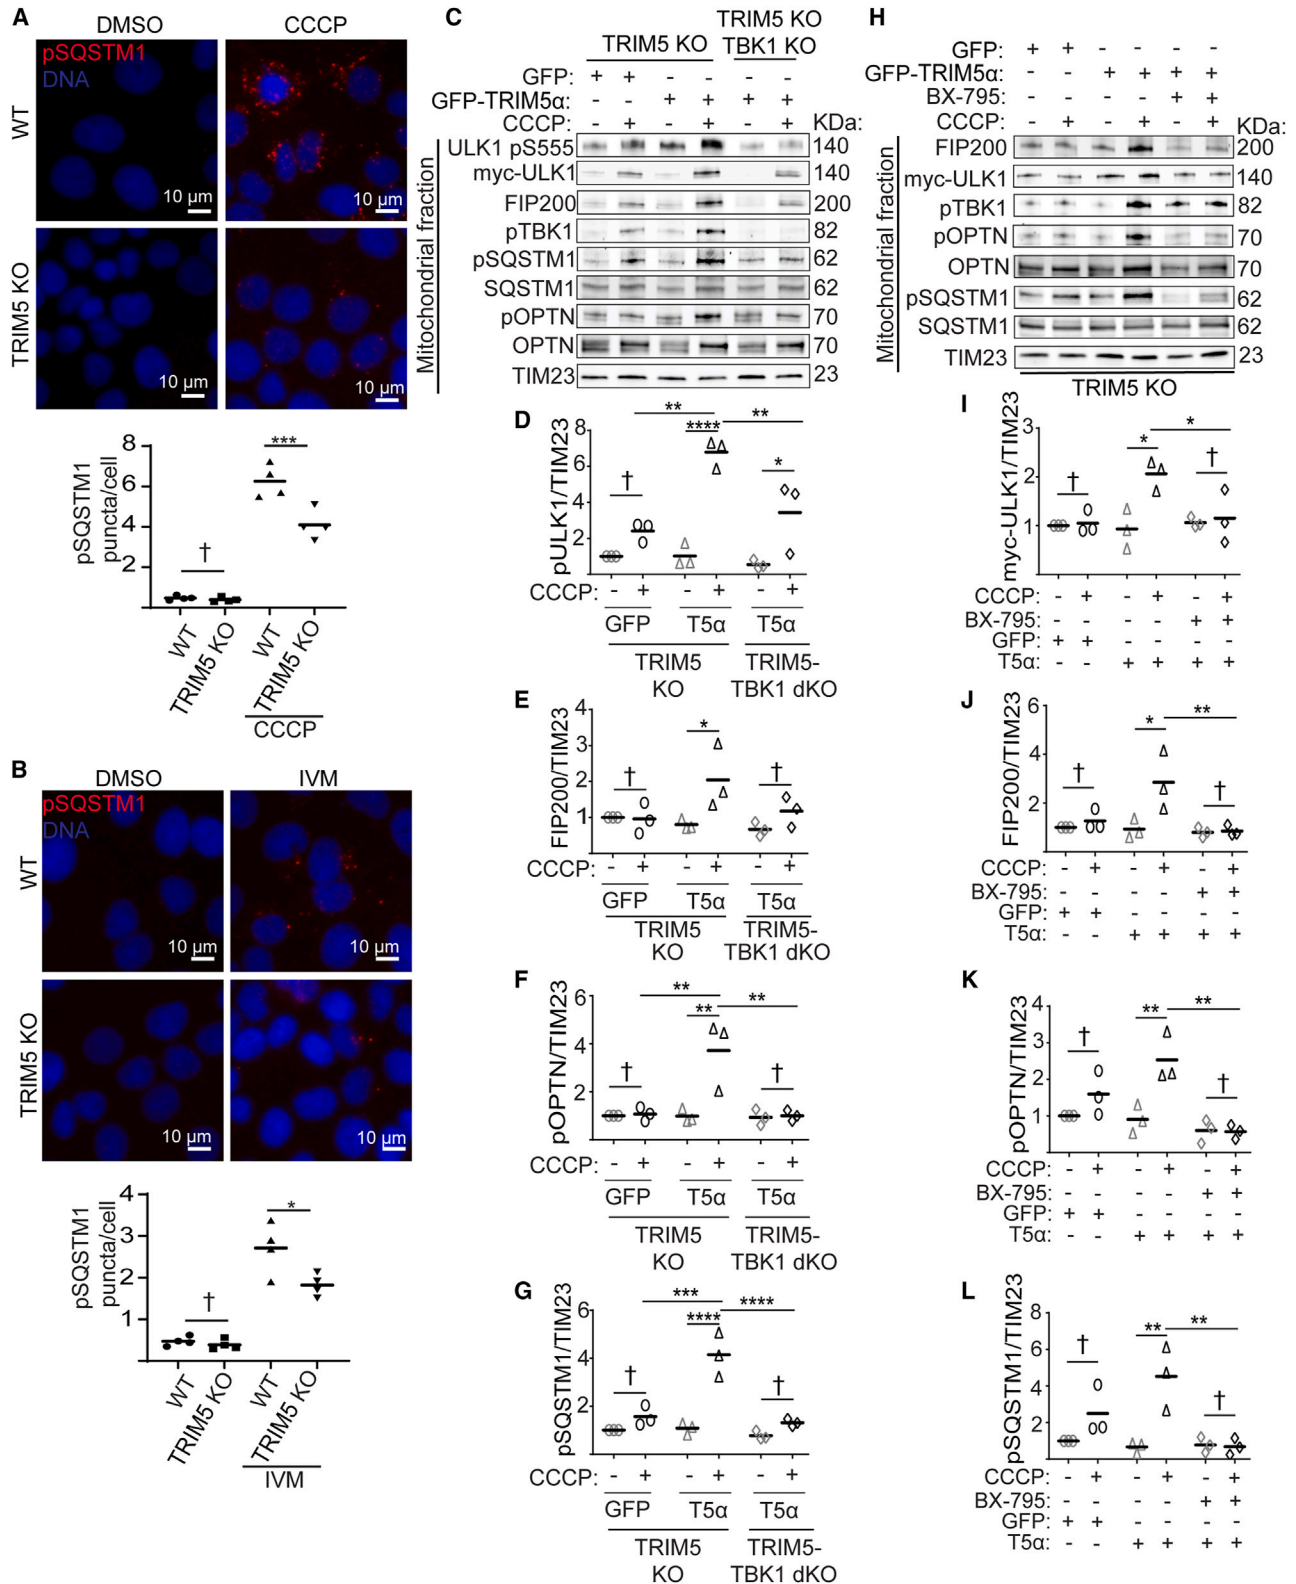 A
DMSO CCCP
pSQSTM1
DNA
WT
10 µm 10 µm
TRIM5 KO
10 µm 10 µm
pSQSTM1
puncta/cell
8
6
4
2
***
†
WT TRIM5 KO WT TRIM5 KO
CCCP
B
DMSO IVM
pSQSTM1
DNA
WT
10 µm 10 µm
TRIM5 KO
10 µm 10 µm
pSQSTM1
puncta/cell
4
3
2
1
*
†
WT TRIM5 KO WT TRIM5 KO
IVM
C
TRIM5 KO TRIM5 KO
TBK1 KO
GFP: + + - - - -
GFP-TRIM5α: - - + + + +
CCCP: - + - + - + KDa:
Mitochondrial fraction
ULK1 pS555 140
myc-ULK1 140
FIP200 200
pTBK1 82
pSQSTM1 62
SQSTM1 62
pOPTN 70
OPTN 70
TIM23 23
D
pULK1/TIM23
8
6
4
2
** **
****
† *
CCCP: - + - + - +
GFP T5α T5α
TRIM5 TRIM5-
KO TBK1 dKO
E
FIP200/TIM23
4
3
2
1
† * †
CCCP: - + - + - +
GFP T5α T5α
TRIM5 TRIM5-
KO TBK1 dKO
F
pOPTN/TIM23
6
4
2
** **
**
† †
CCCP: - + - + - +
GFP T5α T5α
TRIM5 TRIM5-
KO TBK1 dKO
G
pSQSTM1/TIM23
6
4
2
*** ****
****
† †
CCCP: - + - + - +
GFP T5α T5α
TRIM5 TRIM5-
KO TBK1 dKO
H
GFP: + + - - - -
GFP-TRIM5α: - - + + + +
BX-795: - - - - + +
CCCP: - + - + - + KDa:
Mitochondrial fraction
FIP200 200
myc-ULK1 140
pTBK1 82
pOPTN 70
OPTN 70
pSQSTM1 62
SQSTM1 62
TIM23 23
TRIM5 KO
I
myc-ULK1/TIM23
3
2
1
† * * †
CCCP: - + - + - +
BX-795: - - - - + +
GFP: + + - - - -
T5α: - - + + + +
J
FIP200/TIM23
6
4
2
† * ** †
CCCP: - + - + - +
BX-795: - - - - + +
GFP: + + - - - -
T5α: - - + + + +
K
pOPTN/TIM23
4
3
2
1
† ** ** †
CCCP: - + - + - +
BX-795: - - - - + +
GFP: + + - - - -
T5α: - - + + + +
L
pSQSTM1/TIM23
8
6
4
2
† ** ** †
CCCP: - + - + - +
BX-795: - - - - + +
GFP: + + - - - -
T5α: - - + + + +